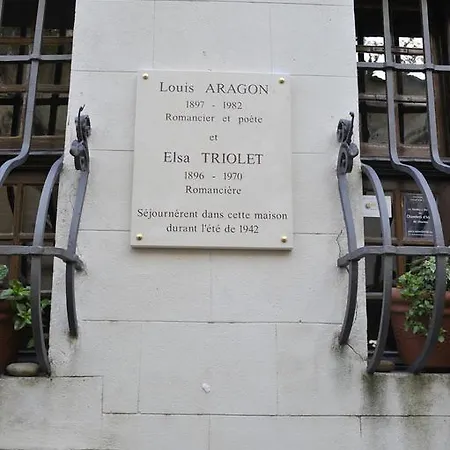 Louis ARAGON
1897 - 1982
Romancier et poète
et
Elsa TRIOLET
1896 - 1970
Romancière
Séjournèrent dans cette maison
durant l'été de 1942